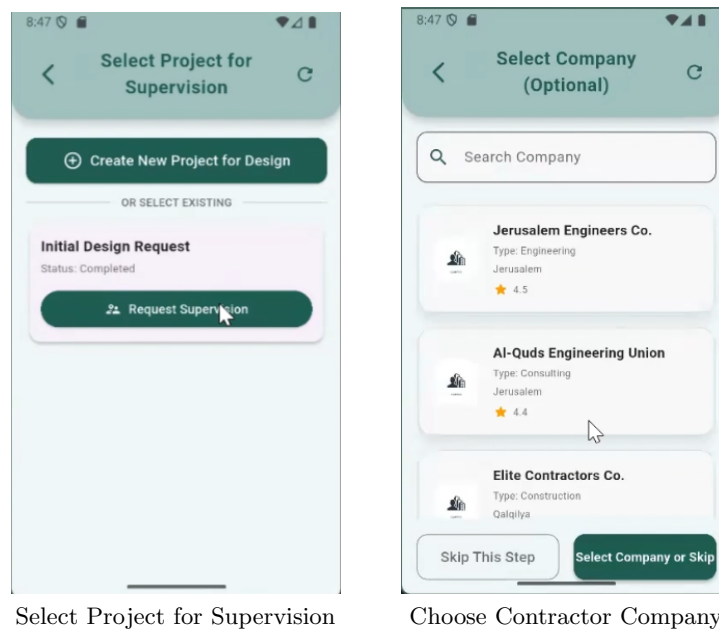 8:47
Select Project for
Supervision
Create New Project for Design
OR SELECT EXISTING
Initial Design Request
Status: Completed
Request Supervision
Select Project for Supervision
8:47
Select Company
(Optional)
Search Company
Jerusalem Engineers Co.
Type: Engineering
Jerusalem
4.5
Al-Quds Engineering Union
Type: Consulting
Jerusalem
4.4
Elite Contractors Co.
Type: Construction
Qalqilya
Skip This Step
Select Company or Skip
Choose Contractor Company